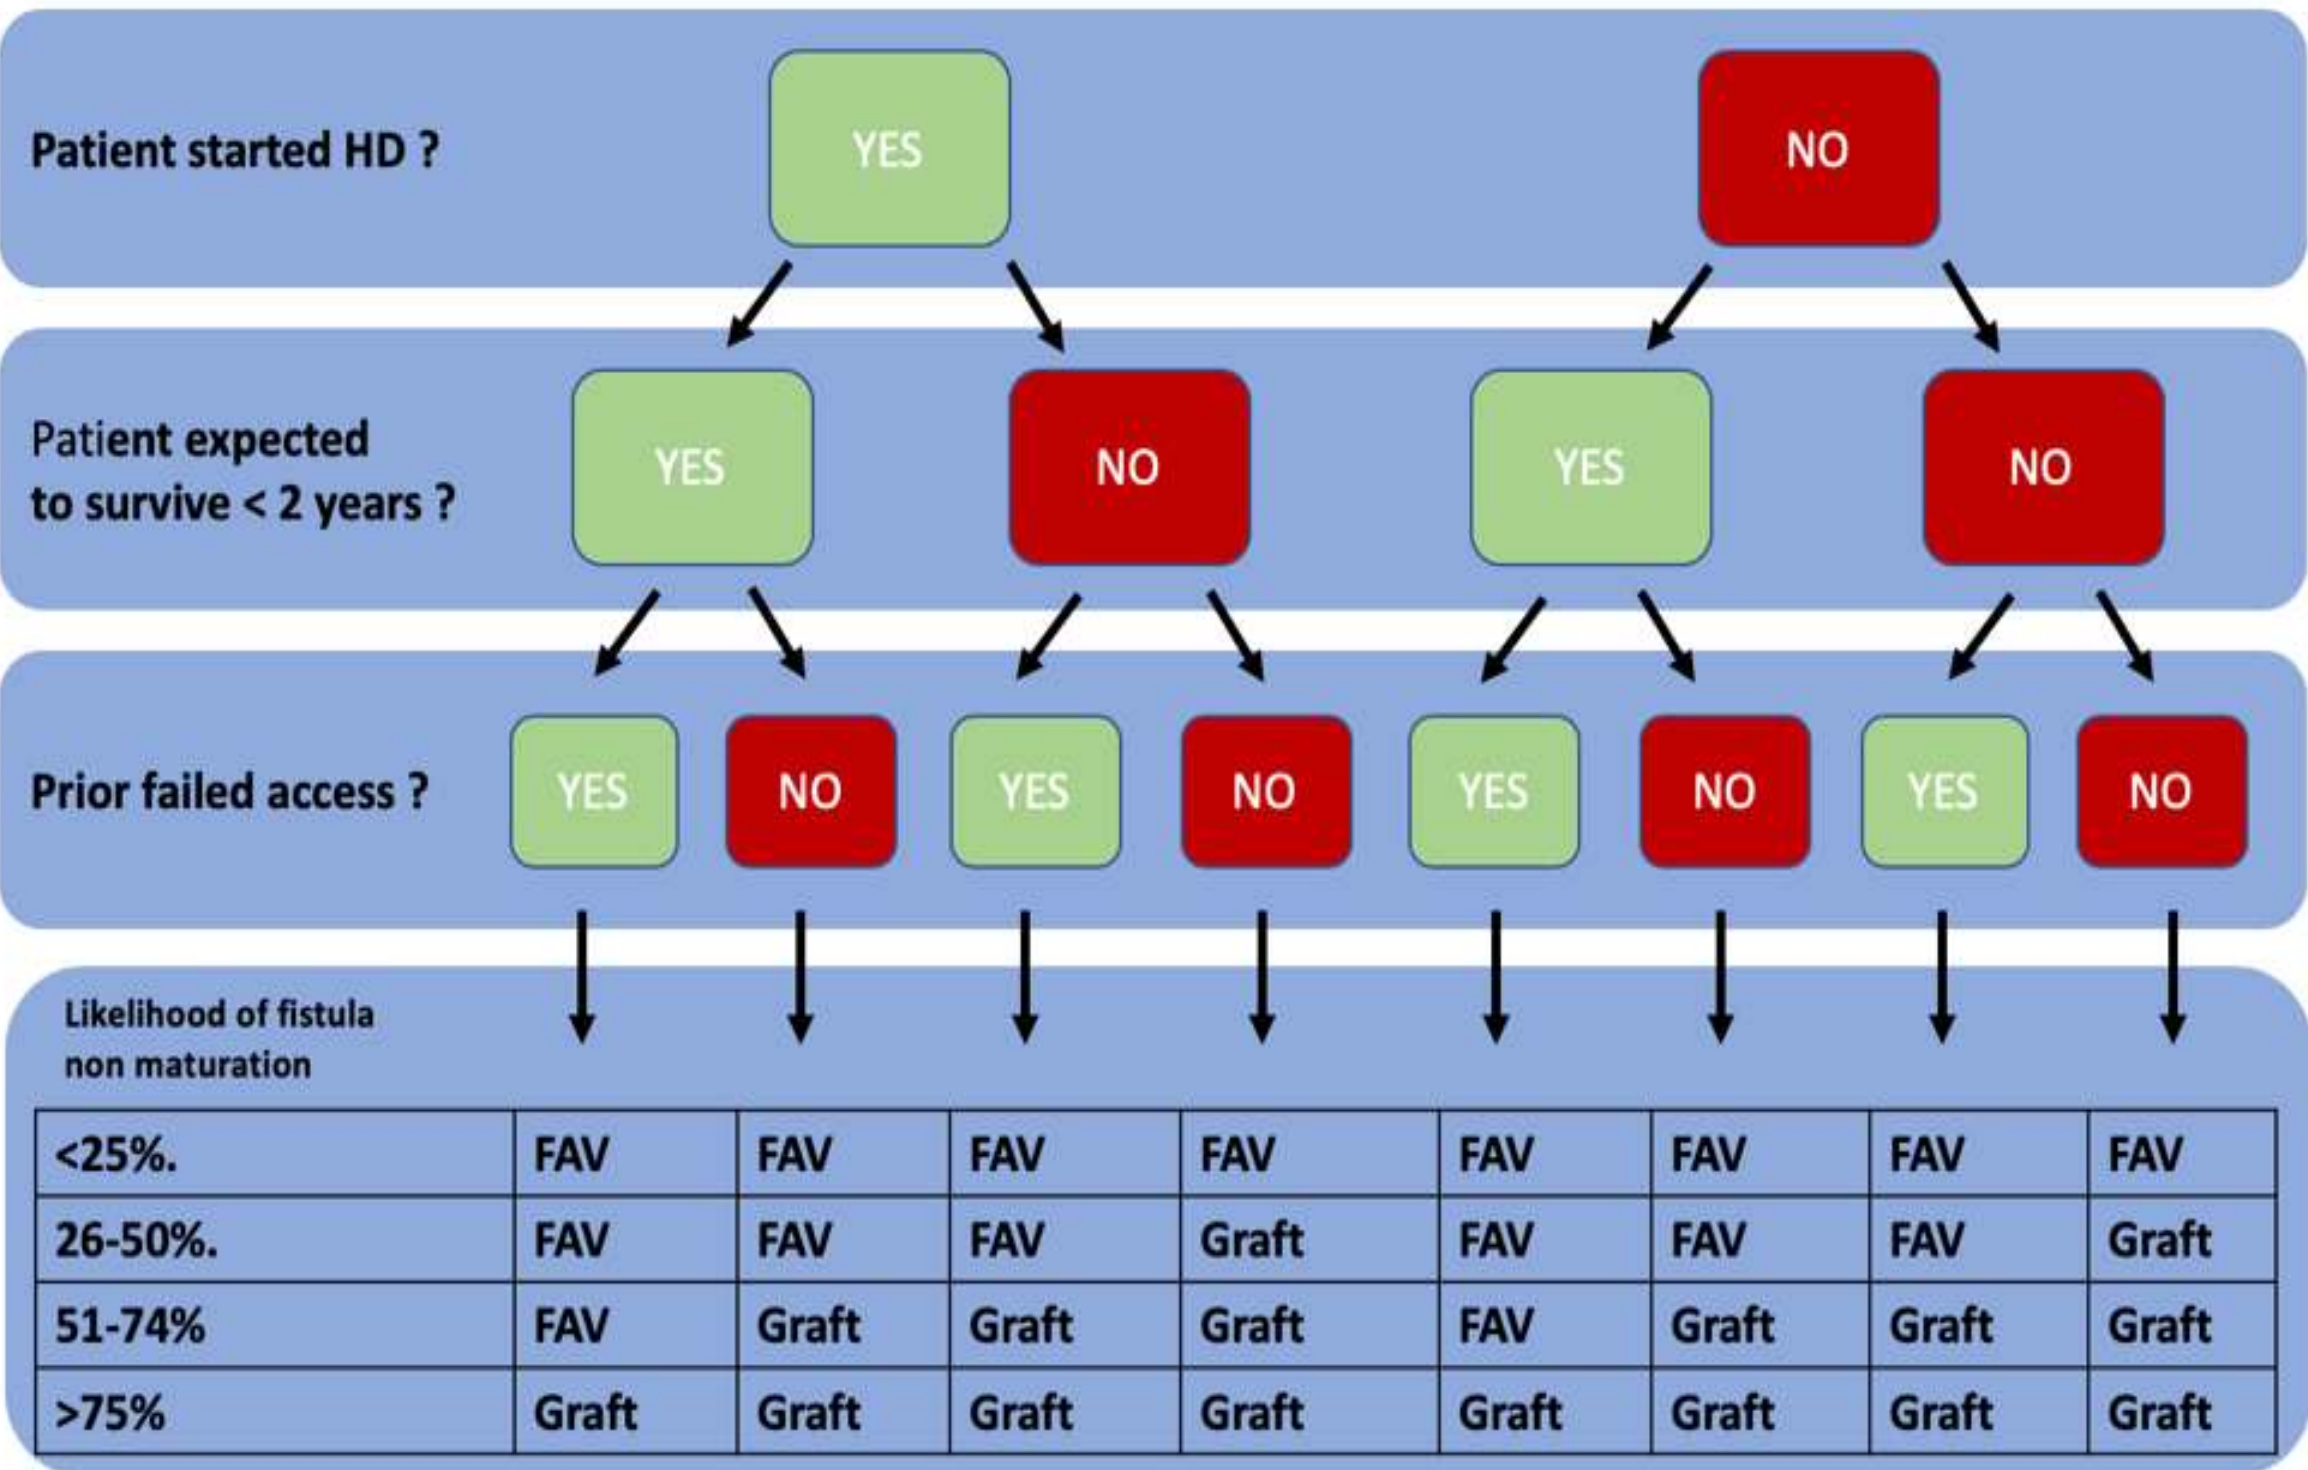 Patient started HD ?
YES
NO
Patient expected
to survive < 2 years ?
YES
NO
YES
NO
Prior failed access ?
YES
NO
YES
NO
YES
NO
YES
NO
Likelihood of fistula
non maturation
<25%. FAV FAV FAV FAV FAV FAV FAV FAV
26-50%. FAV FAV FAV Graft FAV FAV FAV Graft
51-74% FAV Graft Graft Graft FAV Graft Graft Graft
>75% Graft Graft Graft Graft Graft Graft Graft Graft